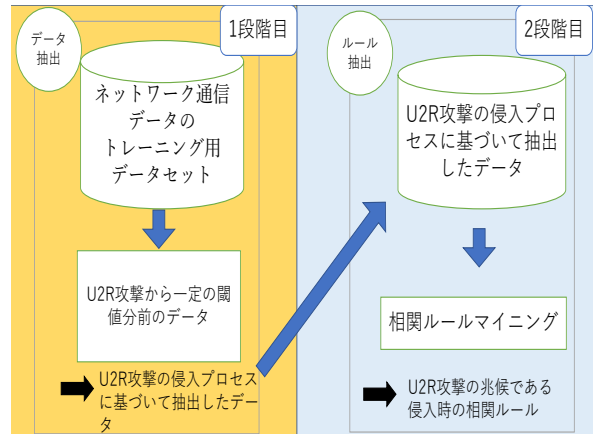 データ
抽出
1段階目
ネットワーク通信
データの
トレーニング用
データセット
U2R攻撃から一定の閾
値分前のデータ
U2R攻撃の侵入プロセス
に基づいて抽出したデー
タ
ルール
抽出
2段階目
U2R攻撃の侵入プロ
セスに基づいて抽出
したデータ
相関ルールマイニング
U2R攻撃の兆候である
侵入時の相関ルール